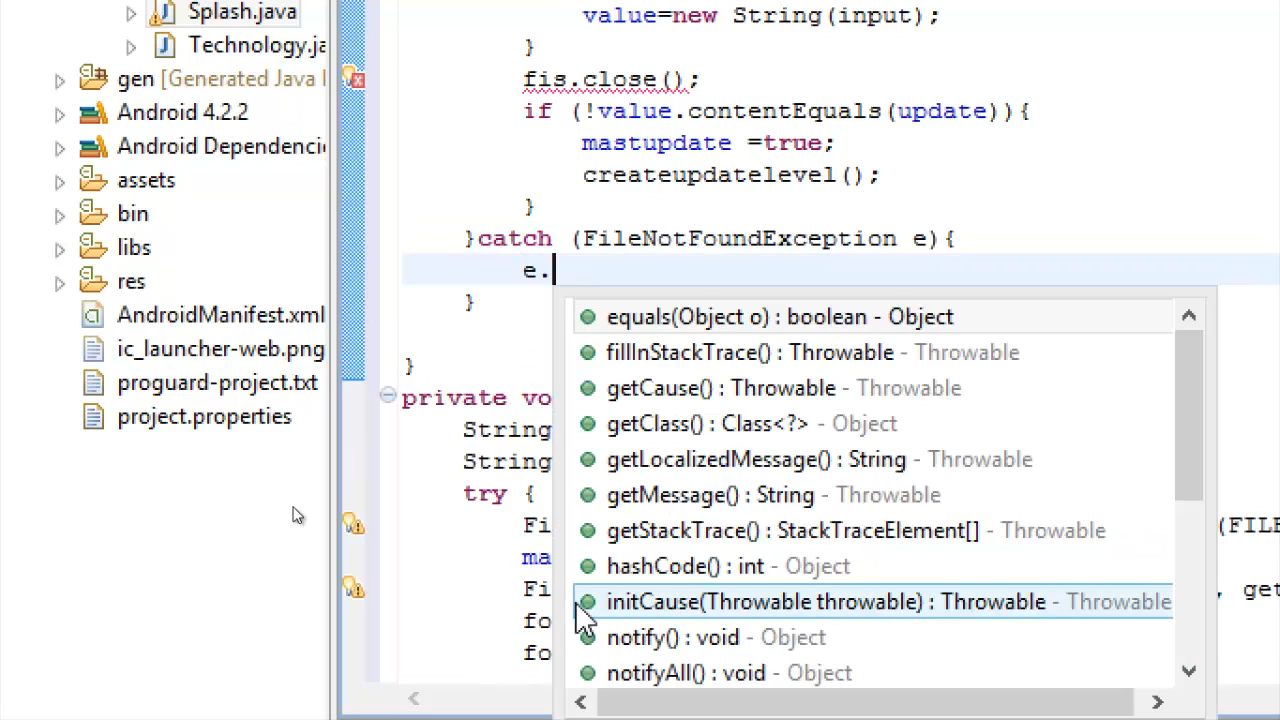 Splash.java
Technology.ja
gen [Generated Java
Android 4.2.2
Android Dependenci
assets
bin
libs
res
AndroidManifest.xml
ic_launcher-web.png
proguard-project.txt
project.properties
value=new String(input);
}
fis.close();
if (!value.contentEquals(update)){
mastupdate =true;
createupdatelevel();
}
}catch (FileNotFoundException e){
e.
}
}
private vo
String
String
try {
Fi
(FILE
ma
Fi
, get
fo
fo
equals(Object o) : boolean - Object
fillInStackTrace() : Throwable - Throwable
getCause() : Throwable - Throwable
getClass() : Class<?> - Object
getLocalizedMessage() : String - Throwable
getMessage() : String - Throwable
getStackTrace() : StackTraceElement[] - Throwable
hashCode() : int - Object
initCause(Throwable throwable) : Throwable - Throwable
notify() : void - Object
notifyAll() : void - Object